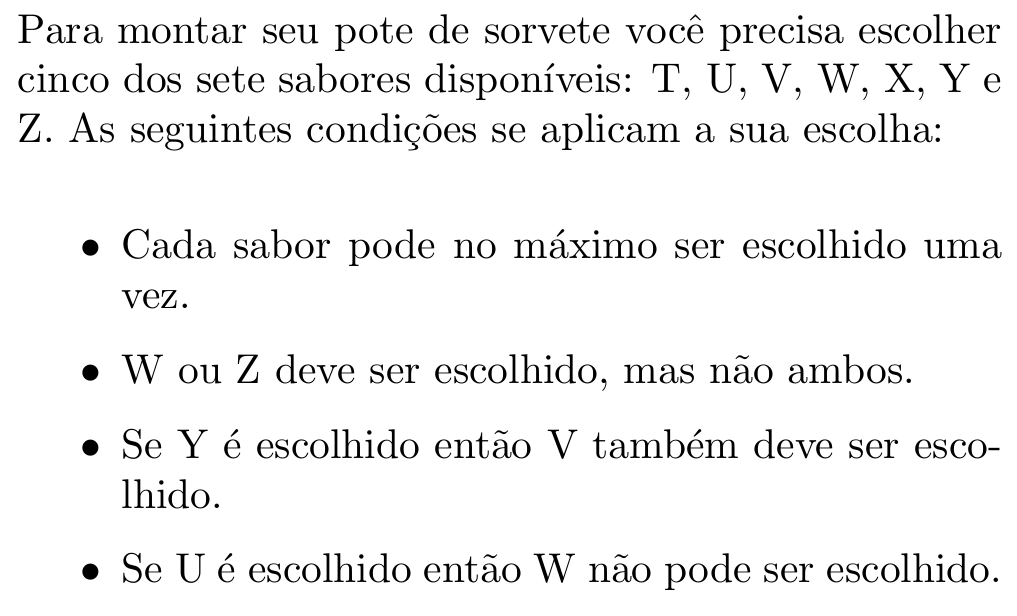 Para montar seu pote de sorvete você precisa escolher
cinco dos sete sabores disponíveis: T, U, V, W, X, Y e
Z. As seguintes condições se aplicam a sua escolha:
• Cada sabor pode no máximo ser escolhido uma
vez.
• W ou Z deve ser escolhido, mas não ambos.
• Se Y é escolhido então V também deve ser esco-
lhido.
• Se U é escolhido então W não pode ser escolhido.